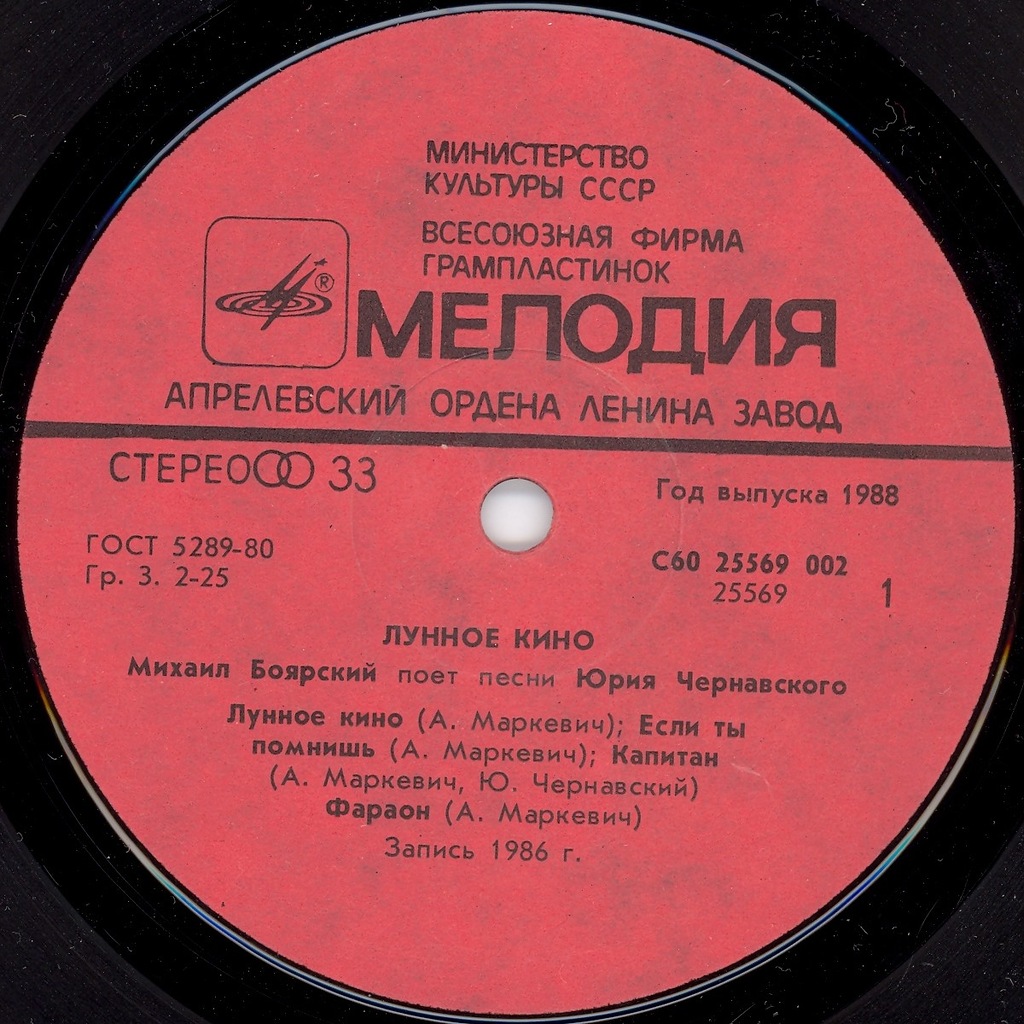 МИНИСТЕРСТВО
КУЛЬТУРЫ СССР
ВСЕСОЮЗНАЯ ФИРМА
ГРАМПЛАСТИНОК
®
МЕЛОДИЯ
АПРЕЛЕВСКИЙ ОРДЕНА ЛЕНИНА ЗАВОД
СТЕРЕО 33
Год выпуска 1988
ГОСТ 5289-80
Гр. 3. 2-25
С60 25569 002
25569
1
ЛУННОЕ КИНО
Михаил Боярский поет песни Юрия Чернавского
Лунное кино (А. Маркевич); Если ты
помнишь (А. Маркевич); Капитан
(А. Маркевич, Ю. Чернавский)
Фараон (А. Маркевич)
Запись 1986 г.